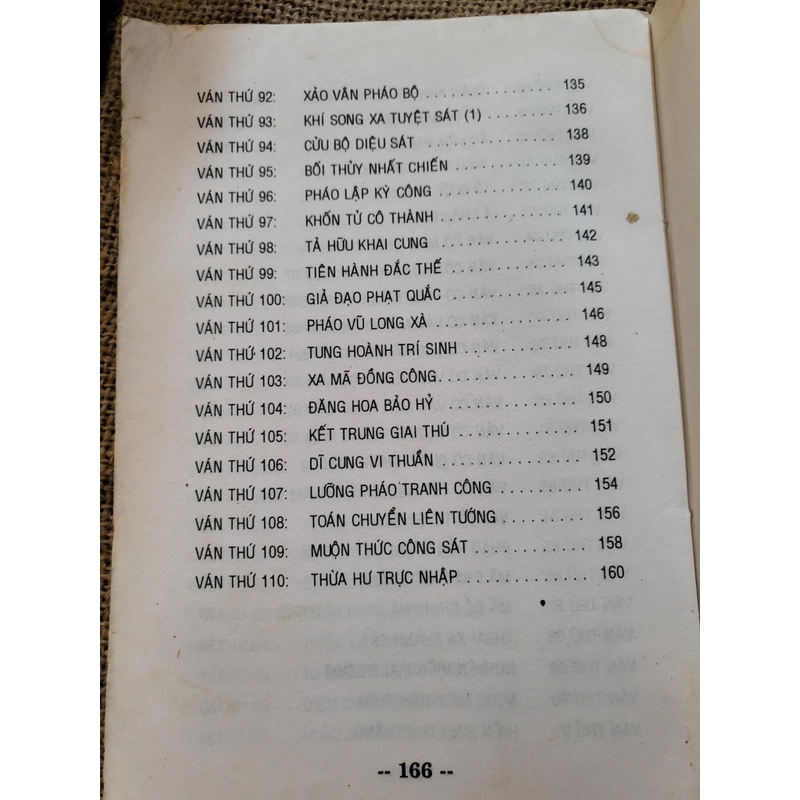 VÁN THỨ 92: XẢO VẬN PHÁO BỘ . . . . . . . . . . . . . 135
VÁN THỨ 93: KHÍ SONG XA TUYỆT SÁT (1) . . . . . . . . 136
VÁN THỨ 94: CỬU BỘ DIỆU SÁT . . . . . . . . . . . . . . 138
VÁN THỨ 95: BỐI THỦY NHẤT CHIẾN . . . . . . . . . . 139
VÁN THỨ 96: PHÁO LẬP KỲ CÔNG . . . . . . . . . . . . 140
VÁN THỨ 97: KHỐN TỬ CÔ THÀNH . . . . . . . . . . . . 141
VÁN THỨ 98: TẢ HỮU KHAI CUNG . . . . . . . . . . . . 142
VÁN THỨ 99: TIÊN HÀNH ĐẮC THẾ . . . . . . . . . . . 143
VÁN THỨ 100: GIẢ ĐẠO PHẠT QUẮC . . . . . . . . . . . 145
VÁN THỨ 101: PHÁO VŨ LONG XÀ . . . . . . . . . . . . 146
VÁN THỨ 102: TUNG HOÀNH TRÍ SINH . . . . . . . . . . 148
VÁN THỨ 103: XA MÃ ĐỒNG CÔNG . . . . . . . . . . . . 149
VÁN THỨ 104: ĐĂNG HOA BẢO HỶ . . . . . . . . . . . . 150
VÁN THỨ 105: KẾT TRUNG GIAI THÚ . . . . . . . . . . . 151
VÁN THỨ 106: DĨ CUNG VI THUẪN . . . . . . . . . . . . 152
VÁN THỨ 107: LƯỠNG PHÁO TRANH CÔNG . . . . . . . . 154
VÁN THỨ 108: TOÁN CHUYỂN LIÊN TƯỚNG . . . . . . . . 156
VÁN THỨ 109: MUỘN THỨC CÔNG SÁT . . . . . . . . . . 158
VÁN THỨ 110: THỪA HƯ TRỰC NHẬP . . . . . . . . . . . 160
-- 166 --